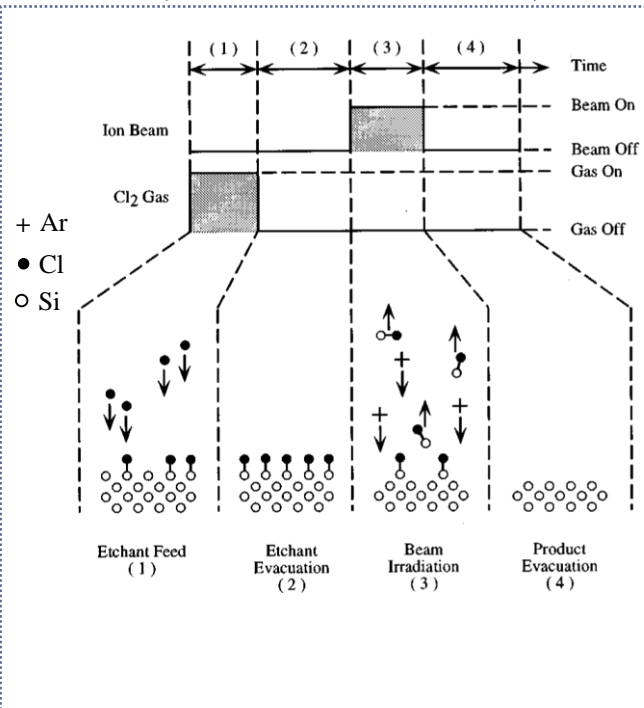 (1) (2) (3) (4)
Time
Beam On
Ion Beam
Beam Off
Gas On
Cl2 Gas
+ Ar
Gas Off
● Cl
○ Si
Etchant Feed
(1)
Etchant
Evacuation
(2)
Beam
Irradiation
(3)
Product
Evacuation
(4)